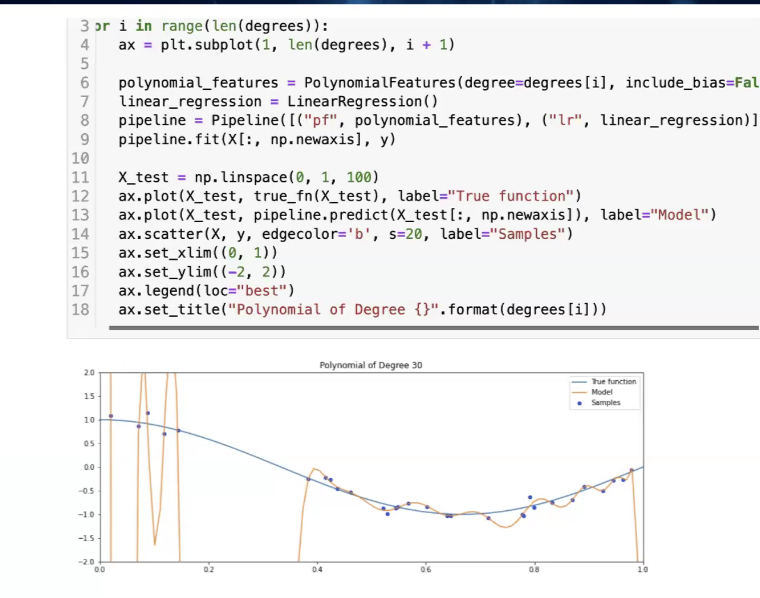 3 or i in range(len(degrees)):
4 ax = plt.subplot(1, len(degrees), i + 1)
5
6 polynomial_features = PolynomialFeatures(degree=degrees[i], include_bias=Fal
7 linear_regression = LinearRegression()
8 pipeline = Pipeline([("pf", polynomial_features), ("lr", linear_regression)]
9 pipeline.fit(X[:, np.newaxis], y)
10
11 X_test = np.linspace(0, 1, 100)
12 ax.plot(X_test, true_fn(X_test), label="True function")
13 ax.plot(X_test, pipeline.predict(X_test[:, np.newaxis]), label="Model")
14 ax.scatter(X, y, edgecolor='b', s=20, label="Samples")
15 ax.set_xlim((0, 1))
16 ax.set_ylim((-2, 2))
17 ax.legend(loc="best")
18 ax.set_title("Polynomial of Degree {}".format(degrees[i]))
Polynomial of Degree 30
2.0
1.5
1.0
0.5
0.0
−0.5
−1.0
−1.5
−2.0
True function
Model
Samples
0.0 0.2 0.4 0.6 0.8 1.0